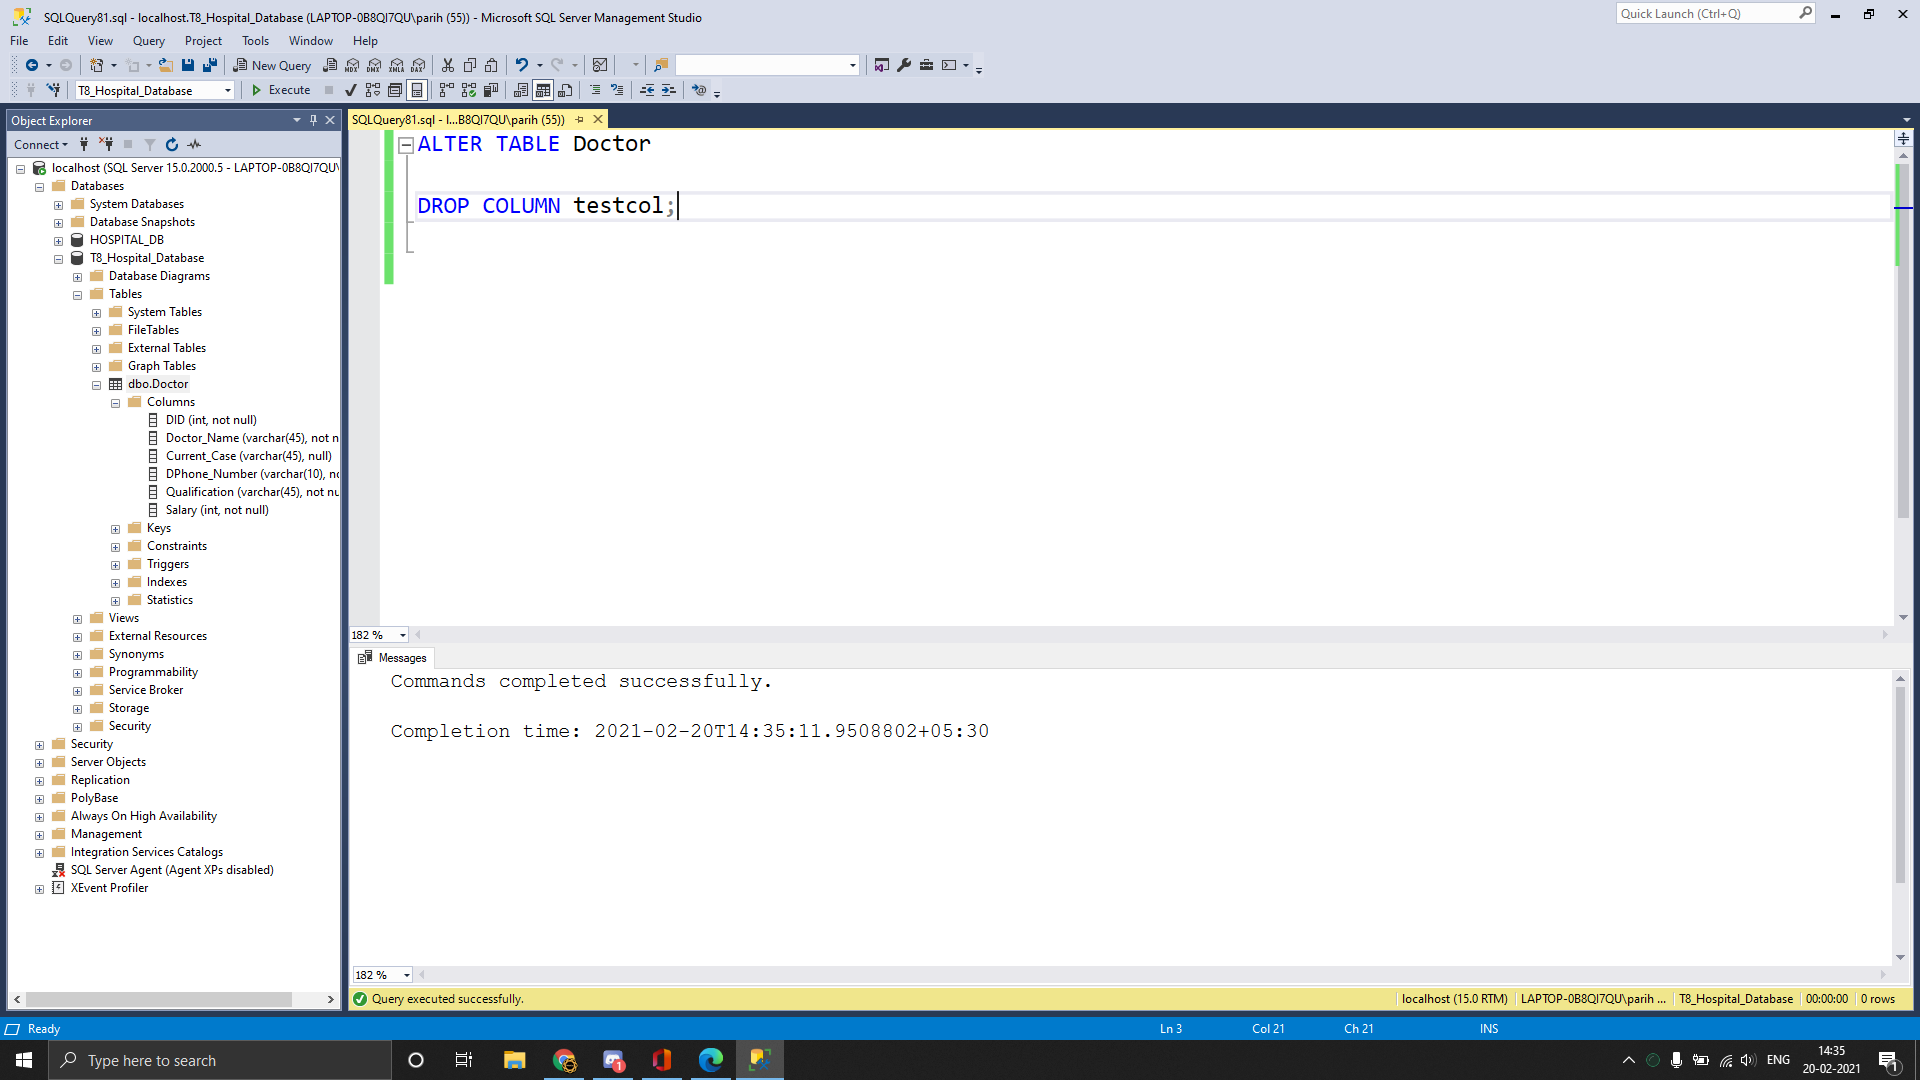 SQLQuery81.sql - localhost.T8_Hospital_Database (LAPTOP-0B8QI7QU\parih (55)) - Microsoft SQL Server Management Studio
Quick Launch (Ctrl+Q)
File Edit View Query Project Tools Window Help
New Query
T8_Hospital_Database Execute
Object Explorer
SQLQuery81.sql - l...B8QI7QU\parih (55))
Connect
localhost (SQL Server 15.0.2000.5 - LAPTOP-0B8QI7QU\
Databases
System Databases
Database Snapshots
HOSPITAL_DB
T8_Hospital_Database
Database Diagrams
Tables
System Tables
FileTables
External Tables
Graph Tables
dbo.Doctor
Columns
DID (int, not null)
Doctor_Name (varchar(45), not n
Current_Case (varchar(45), null)
DPhone_Number (varchar(10), no
Qualification (varchar(45), not nu
Salary (int, not null)
Keys
Constraints
Triggers
Indexes
Statistics
Views
External Resources
Synonyms
Programmability
Service Broker
Storage
Security
Security
Server Objects
Replication
PolyBase
Always On High Availability
Management
Integration Services Catalogs
SQL Server Agent (Agent XPs disabled)
XEvent Profiler
ALTER TABLE Doctor
DROP COLUMN testcol;
182 %
Messages
Commands completed successfully.
Completion time: 2021-02-20T14:35:11.9508802+05:30
182 %
Query executed successfully.
localhost (15.0 RTM) LAPTOP-0B8QI7QU\parih ... T8_Hospital_Database 00:00:00 0 rows
Ready
Ln 3 Col 21 Ch 21 INS
Type here to search
1
ENG
14:35
20-02-2021
1